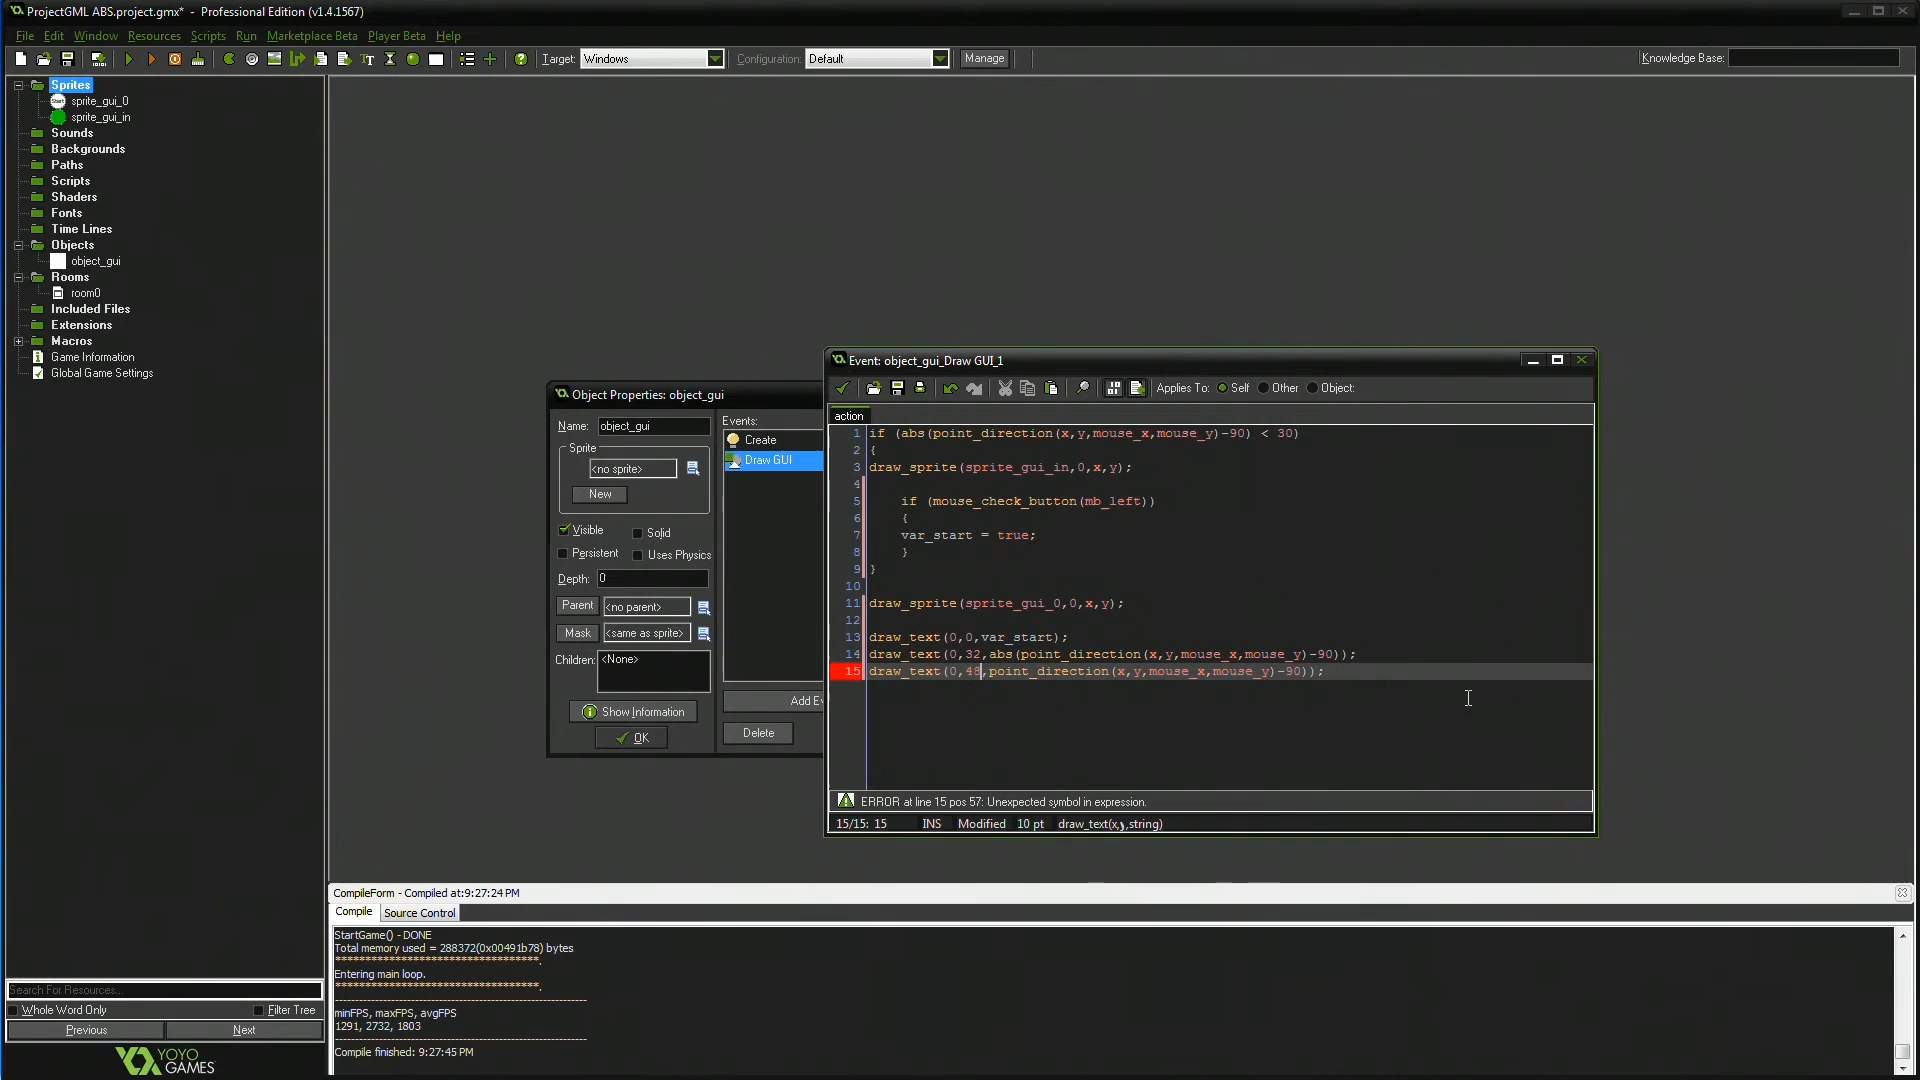 ProjectGML ABS.project.gmx* - Professional Edition (v1.4.1567)
File Edit Window Resources Scripts Run Marketplace Beta Player Beta Help
Target: Windows Configuration: Default Manage Knowledge Base:
Sprites
Start
sprite_gui_0
sprite_gui_in
Sounds
Backgrounds
Paths
Scripts
Shaders
Fonts
Time Lines
Objects
object_gui
Rooms
room0
Included Files
Extensions
Macros
Game Information
Global Game Settings
Search For Resources...
Whole Word Only Filter Tree
Previous Next
YOYO
GAMES
Object Properties: object_gui
Name: object_gui
Sprite
<no sprite>
New
Visible Solid
Persistent Uses Physics
Depth: 0
Parent <no parent>
Mask <same as sprite>
Children: <None>
Show Information
OK
Events:
Create
Draw GUI
Add Ev
Delete
Event: object_gui_Draw GUI_1
Applies To: Self Other Object:
action
1 if (abs(point_direction(x,y,mouse_x,mouse_y)-90) < 30)
2 {
3 draw_sprite(sprite_gui_in,0,x,y);
4
5 if (mouse_check_button(mb_left))
6 {
7 var_start = true;
8 }
9 }
10
11 draw_sprite(sprite_gui_0,0,x,y);
12
13 draw_text(0,0,var_start);
14 draw_text(0,32,abs(point_direction(x,y,mouse_x,mouse_y)-90));
15 draw_text(0,48,point_direction(x,y,mouse_x,mouse_y)-90));
ERROR at line 15 pos 57: Unexpected symbol in expression.
15/15: 15 INS Modified 10 pt draw_text(x,y,string)
CompileForm - Compiled at:9:27:24 PM
Compile Source Control
StartGame() - DONE
Total memory used = 288372(0x00491b78) bytes
**********************************.
Entering main loop.
**********************************.
------------------------------------------------------------
minFPS, maxFPS, avgFPS
1291, 2732, 1803
------------------------------------------------------------
Compile finished: 9:27:45 PM